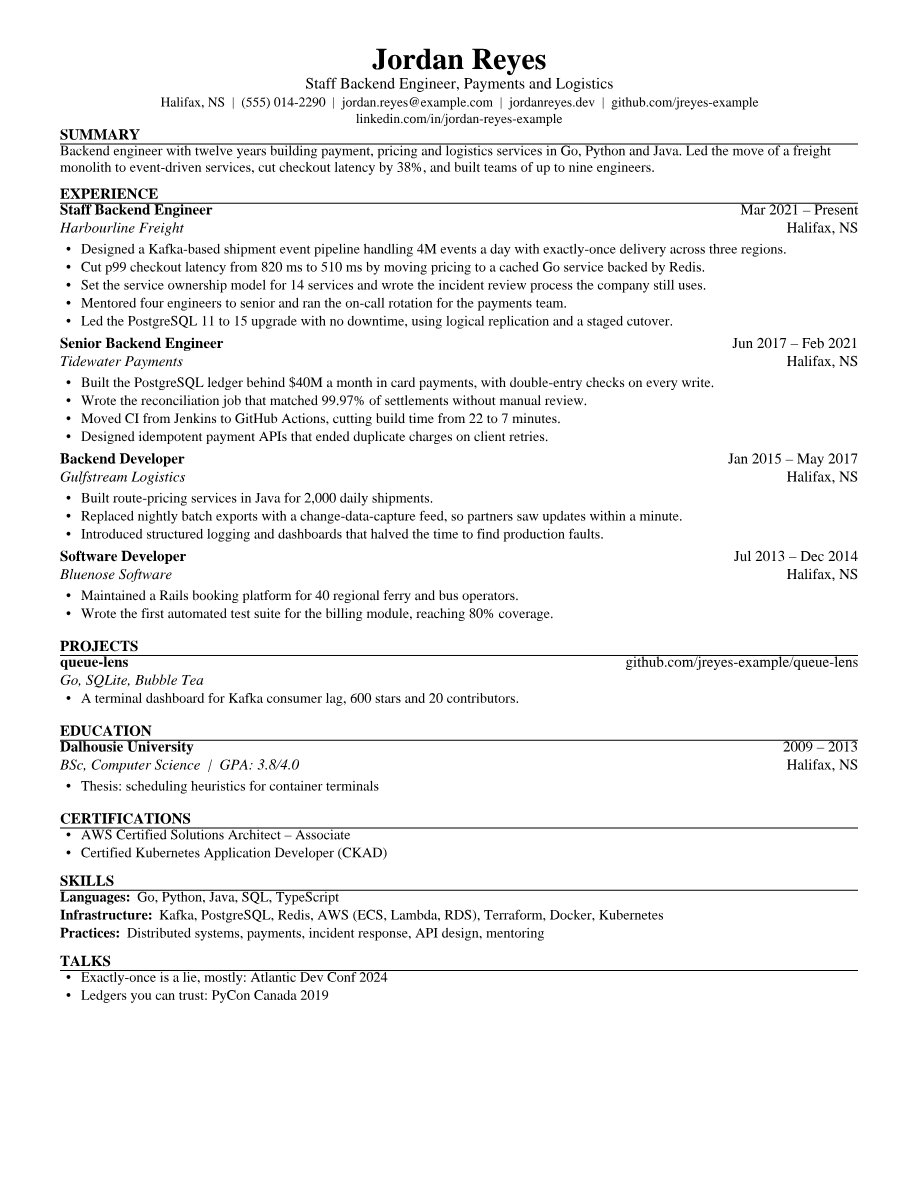 Jordan Reyes
Staff Backend Engineer, Payments and Logistics
Halifax, NS | (555) 014-2290 | jordan.reyes@example.com | jordanreyes.dev | github.com/jreyes-example
linkedin.com/in/jordan-reyes-example
SUMMARY
Backend engineer with twelve years building payment, pricing and logistics services in Go, Python and Java. Led the move of a freight
monolith to event-driven services, cut checkout latency by 38%, and built teams of up to nine engineers.
EXPERIENCE
Staff Backend Engineer Mar 2021 – Present
Harbourline Freight Halifax, NS
• Designed a Kafka-based shipment event pipeline handling 4M events a day with exactly-once delivery across three regions.
• Cut p99 checkout latency from 820 ms to 510 ms by moving pricing to a cached Go service backed by Redis.
• Set the service ownership model for 14 services and wrote the incident review process the company still uses.
• Mentored four engineers to senior and ran the on-call rotation for the payments team.
• Led the PostgreSQL 11 to 15 upgrade with no downtime, using logical replication and a staged cutover.
Senior Backend Engineer Jun 2017 – Feb 2021
Tidewater Payments Halifax, NS
• Built the PostgreSQL ledger behind $40M a month in card payments, with double-entry checks on every write.
• Wrote the reconciliation job that matched 99.97% of settlements without manual review.
• Moved CI from Jenkins to GitHub Actions, cutting build time from 22 to 7 minutes.
• Designed idempotent payment APIs that ended duplicate charges on client retries.
Backend Developer Jan 2015 – May 2017
Gulfstream Logistics Halifax, NS
• Built route-pricing services in Java for 2,000 daily shipments.
• Replaced nightly batch exports with a change-data-capture feed, so partners saw updates within a minute.
• Introduced structured logging and dashboards that halved the time to find production faults.
Software Developer Jul 2013 – Dec 2014
Bluenose Software Halifax, NS
• Maintained a Rails booking platform for 40 regional ferry and bus operators.
• Wrote the first automated test suite for the billing module, reaching 80% coverage.
PROJECTS
queue-lens github.com/jreyes-example/queue-lens
Go, SQLite, Bubble Tea
• A terminal dashboard for Kafka consumer lag, 600 stars and 20 contributors.
EDUCATION
Dalhousie University 2009 – 2013
BSc, Computer Science | GPA: 3.8/4.0 Halifax, NS
• Thesis: scheduling heuristics for container terminals
CERTIFICATIONS
• AWS Certified Solutions Architect – Associate
• Certified Kubernetes Application Developer (CKAD)
SKILLS
Languages: Go, Python, Java, SQL, TypeScript
Infrastructure: Kafka, PostgreSQL, Redis, AWS (ECS, Lambda, RDS), Terraform, Docker, Kubernetes
Practices: Distributed systems, payments, incident response, API design, mentoring
TALKS
• Exactly-once is a lie, mostly: Atlantic Dev Conf 2024
• Ledgers you can trust: PyCon Canada 2019